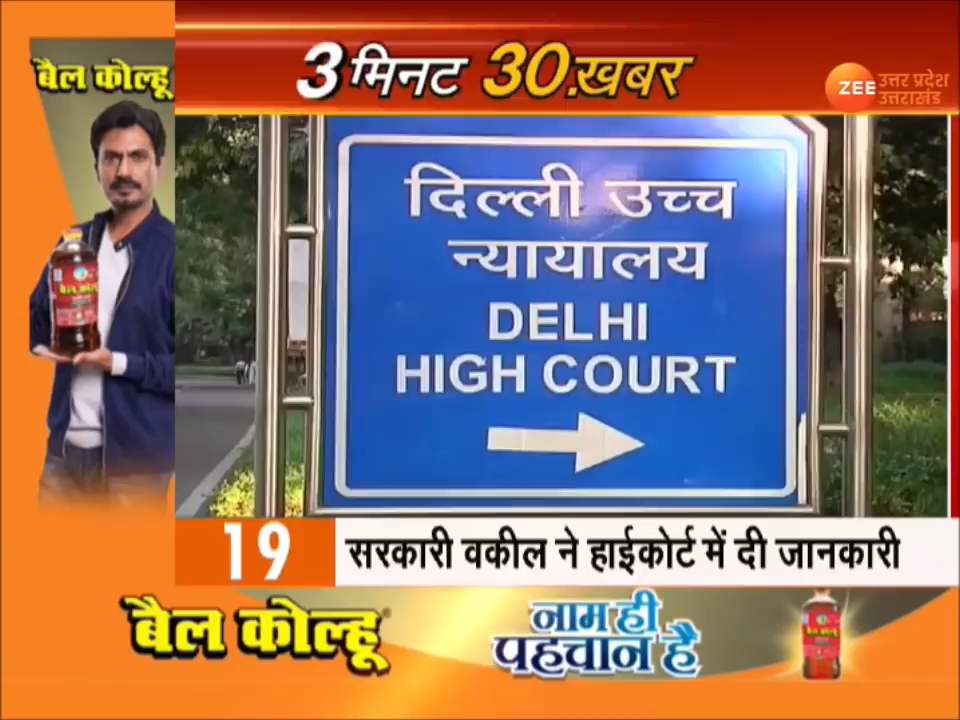 बैल कोल्हू
3 मिनट 30 ख़बर
ZEE उत्तर प्रदेश
उत्तराखंड
दिल्ली उच्च
न्यायालय
DELHI
HIGH COURT
बैल कोल्हू
19 सरकारी वकील ने हाईकोर्ट में दी जानकारी
बैल कोल्हू
नाम ही
पहचान है
बैल कोल्हू